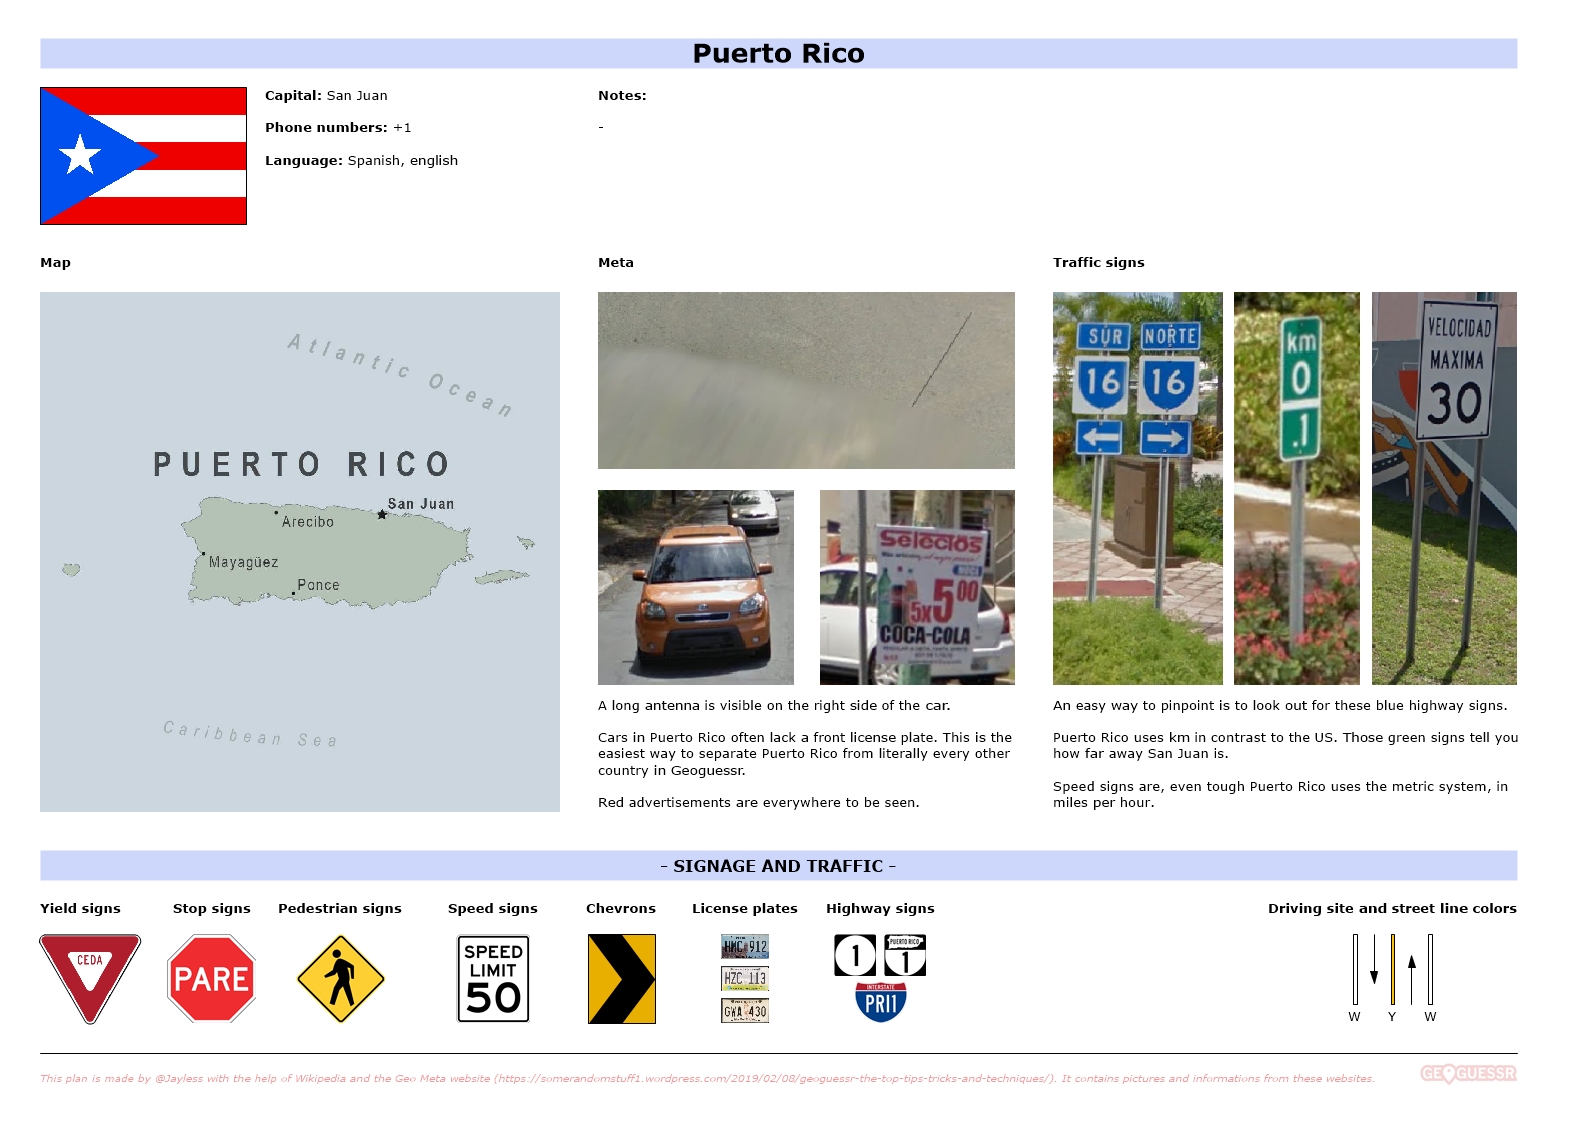 Puerto Rico
Capital: San Juan
Phone numbers: +1
Language: Spanish, english
Notes:
-
Map
Atlantic Ocean
PUERTO RICO
San Juan
Arecibo
Mayagüez
Ponce
Caribbean Sea
Meta
Selectos
5x5.00
COCA-COLA
A long antenna is visible on the right side of the car.
Cars in Puerto Rico often lack a front license plate. This is the
easiest way to separate Puerto Rico from literally every other
country in Geoguessr.
Red advertisements are everywhere to be seen.
Traffic signs
SUR NORTE
16 16
km
0
.1
VELOCIDAD
MAXIMA
30
An easy way to pinpoint is to look out for these blue highway signs.
Puerto Rico uses km in contrast to the US. Those green signs tell you
how far away San Juan is.
Speed signs are, even tough Puerto Rico uses the metric system, in
miles per hour.
- SIGNAGE AND TRAFFIC -
Yield signs
CEDA
Stop signs
PARE
Pedestrian signs
Speed signs
SPEED
LIMIT
50
Chevrons
License plates
HMC 912
HZC 113
GWA 430
Highway signs
1
PUERTO RICO
1
INTERSTATE
PRI1
Driving site and street line colors
W Y W
This plan is made by @Jayless with the help of Wikipedia and the Geo Meta website (https://somerandomstuff1.wordpress.com/2019/02/08/geoguessr-the-top-tips-tricks-and-techniques/). It contains pictures and informations from these websites.
GEOGUESSR